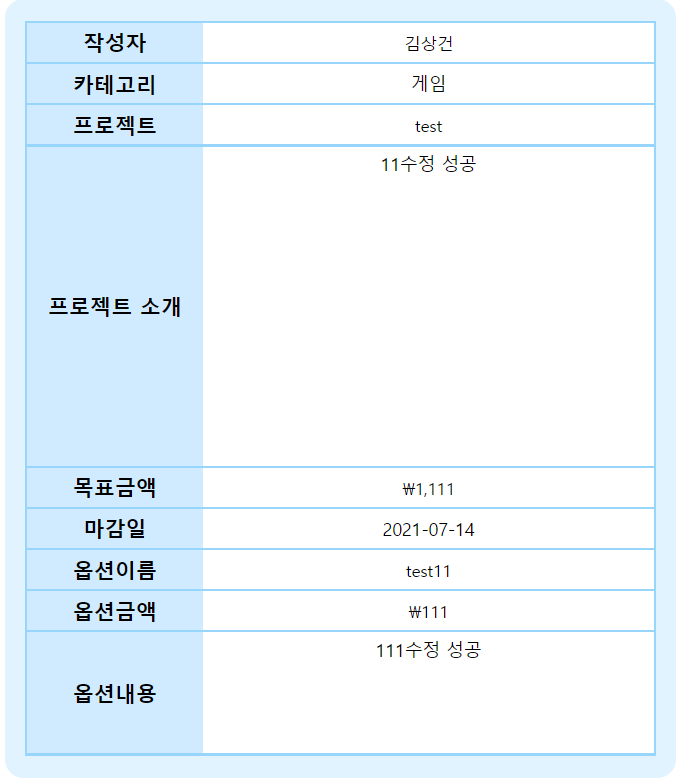 작성자 김상건
카테고리 게임
프로젝트 test
11수정 성공
프로젝트 소개
목표금액 ₩1,111
마감일 2021-07-14
옵션이름 test11
옵션금액 ₩111
111수정 성공
옵션내용